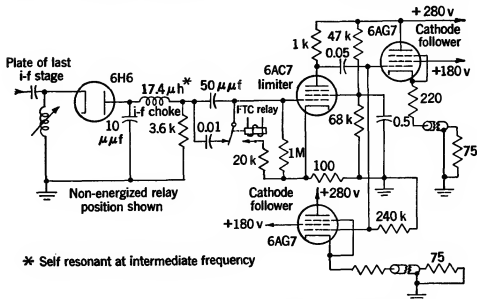 +280 v
47 k
6AG7
Cathode
follower
1 k
0.05
+180 v
Plate of last
i-f stage
6H6
17.4 μh*
i-f choke
50 μμf
6AC7
limiter
FTC relay
220
10
μμf
3.6 k
0.01
68 k
0.5
75
20 k
1M
100
Non-energized relay
position shown
Cathode
follower
+280 v
+180 v
6AG7
240 k
* Self resonant at intermediate frequency
75